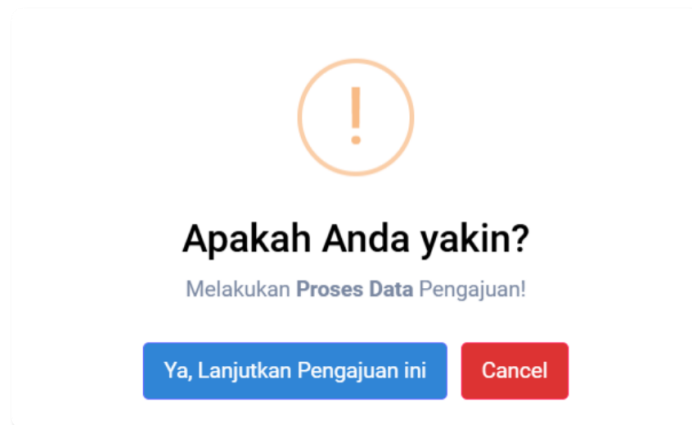 Apakah Anda yakin?
Melakukan Proses Data Pengajuan!
Ya, Lanjutkan Pengajuan ini
Cancel